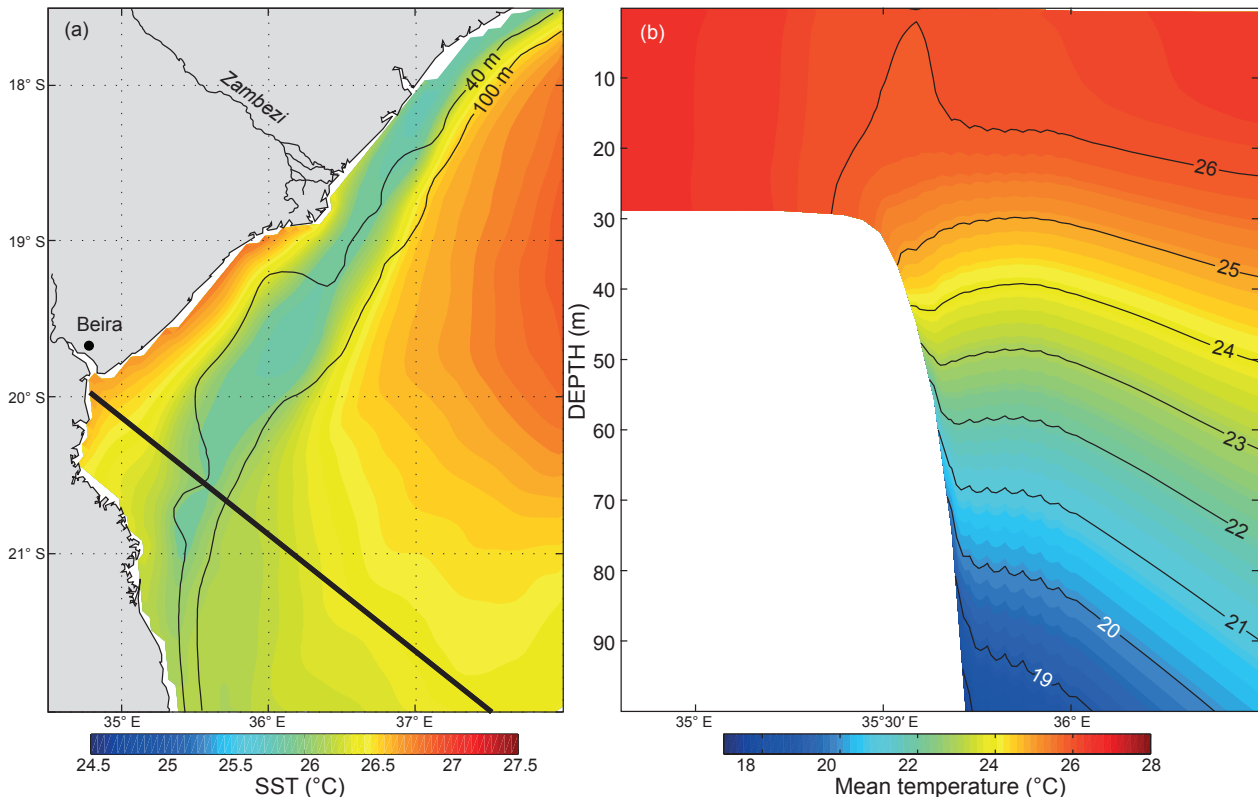 (a)
18° S
19° S
20° S
21° S
Zambezi
40 m
100 m
Beira
35° E
36° E
37° E
24.5 25 25.5 26 26.5 27 27.5
SST (°C)
(b)
10
20
30
40
50
60
70
80
90
DEPTH (m)
26
25
24
23
22
21
20
19
35° E
35°30' E
36° E
18 20 22 24 26 28
Mean temperature (°C)